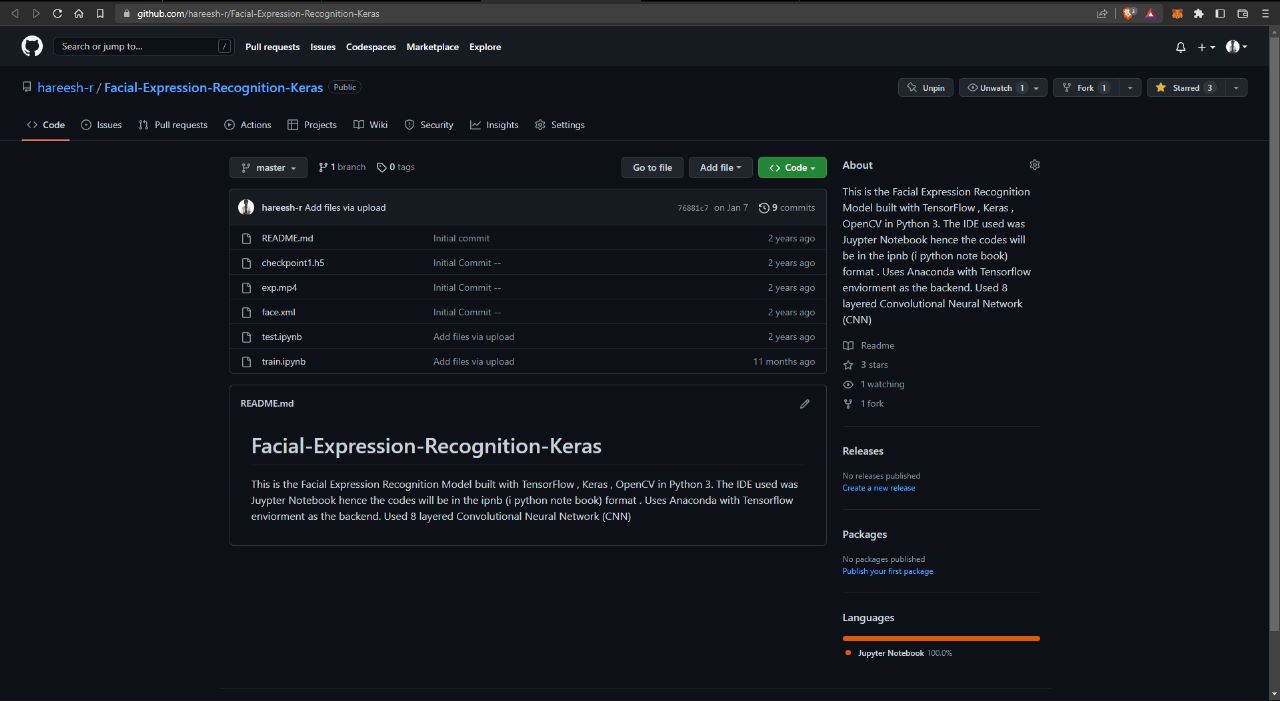 github.com/hareesh-r/Facial-Expression-Recognition-Keras
Search or jump to... / Pull requests Issues Codespaces Marketplace Explore
hareesh-r / Facial-Expression-Recognition-Keras Public
Unpin Unwatch 1 Fork 1 Starred 3
Code Issues Pull requests Actions Projects Wiki Security Insights Settings
master 1 branch 0 tags Go to file Add file Code
hareesh-r Add files via upload 76881c7 on Jan 7 9 commits
README.md Initial commit 2 years ago
checkpoint1.h5 Initial Commit -- 2 years ago
exp.mp4 Initial Commit -- 2 years ago
face.xml Initial Commit -- 2 years ago
test.ipynb Add files via upload 2 years ago
train.ipynb Add files via upload 11 months ago
README.md
Facial-Expression-Recognition-Keras
This is the Facial Expression Recognition Model built with TensorFlow , Keras , OpenCV in Python 3. The IDE used was
Juypter Notebook hence the codes will be in the ipnb (i python note book) format . Uses Anaconda with Tensorflow
enviorment as the backend. Used 8 layered Convolutional Neural Network (CNN)
About
This is the Facial Expression Recognition
Model built with TensorFlow , Keras ,
OpenCV in Python 3. The IDE used was
Juypter Notebook hence the codes will
be in the ipnb (i python note book)
format . Uses Anaconda with Tensorflow
enviorment as the backend. Used 8
layered Convolutional Neural Network
(CNN)
Readme
3 stars
1 watching
1 fork
Releases
No releases published
Create a new release
Packages
No packages published
Publish your first package
Languages
Jupyter Notebook 100.0%